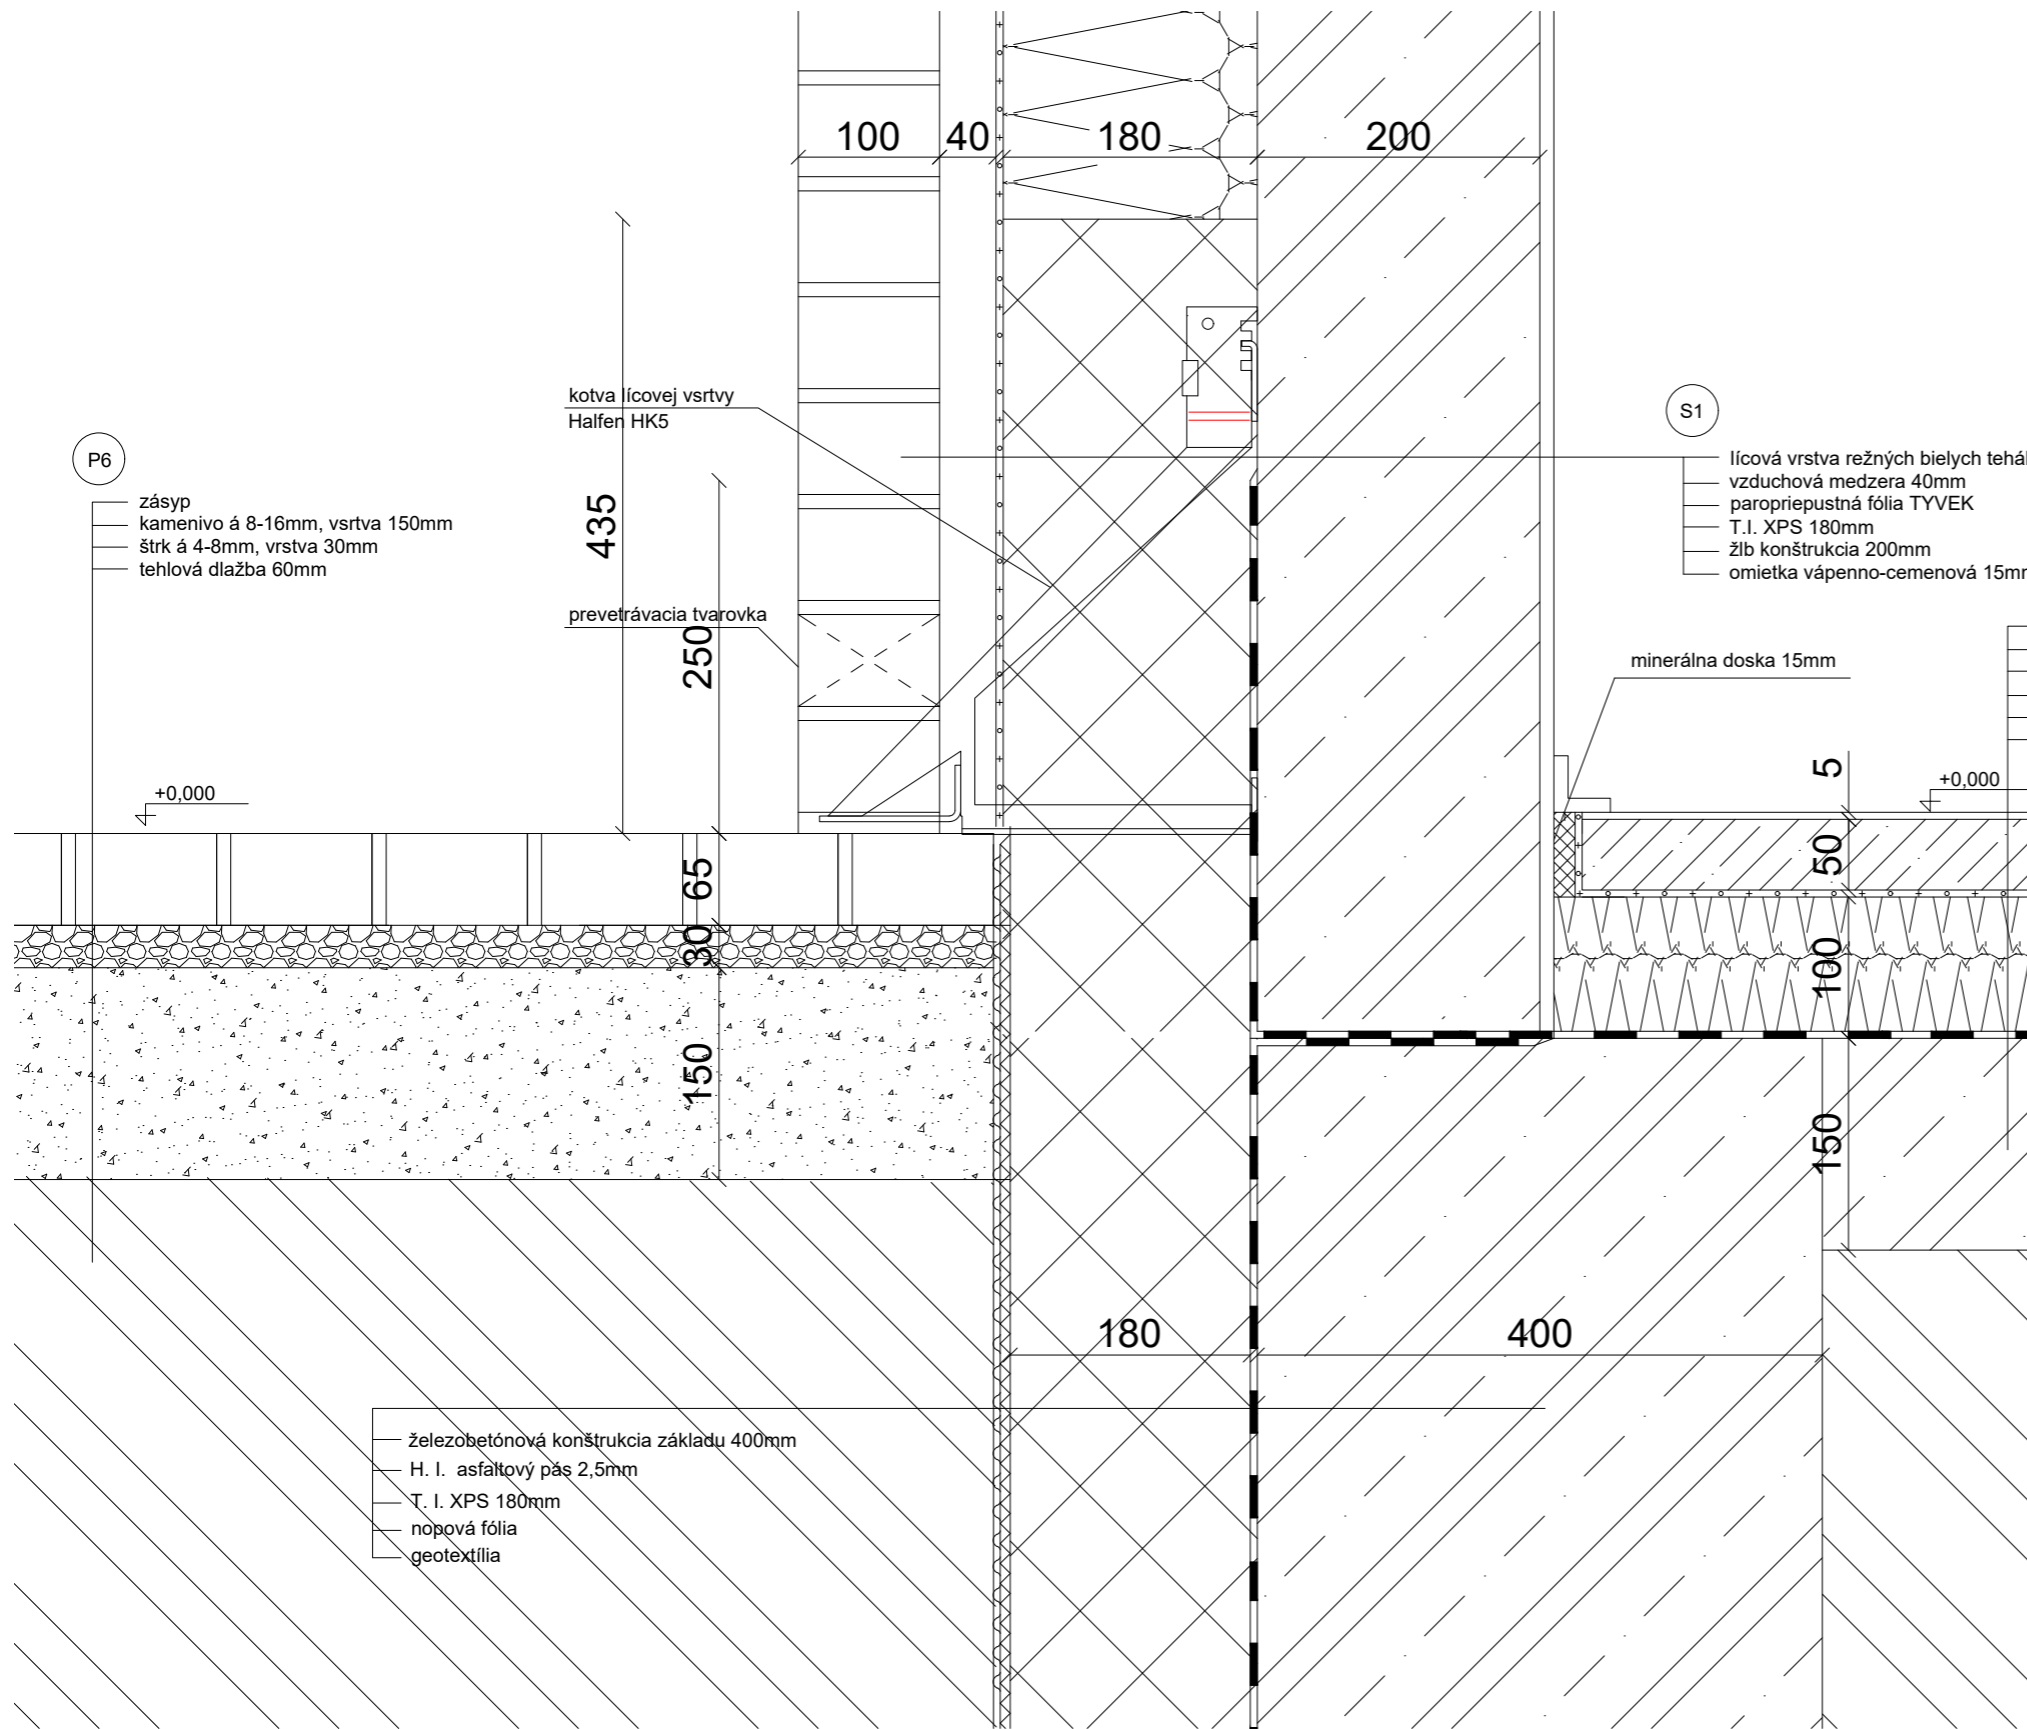 100 40 180 200
435
kotva lícovej vsrtvy
Halfen HK5
P6
zásyp
kamenivo á 8-16mm, vsrtva 150mm
štrk á 4-8mm, vrstva 30mm
tehlová dlažba 60mm
S1
lícová vrstva režných bielych
vzduchová medzera 40mm
paropriepustná fólia TYVEK
T.I. XPS 180mm
žlb konštrukcia 200mm
omietka vápenno-cemenová
prevetrávacia tvarovka
250
minerálna doska 15mm
+0,000
5
+0,000
65
50
30
100
150
150
180
400
železobetónová konštrukcia základu 400mm
H. I. asfaltový pás 2,5mm
T. I. XPS 180mm
nopová fólia
geotextília